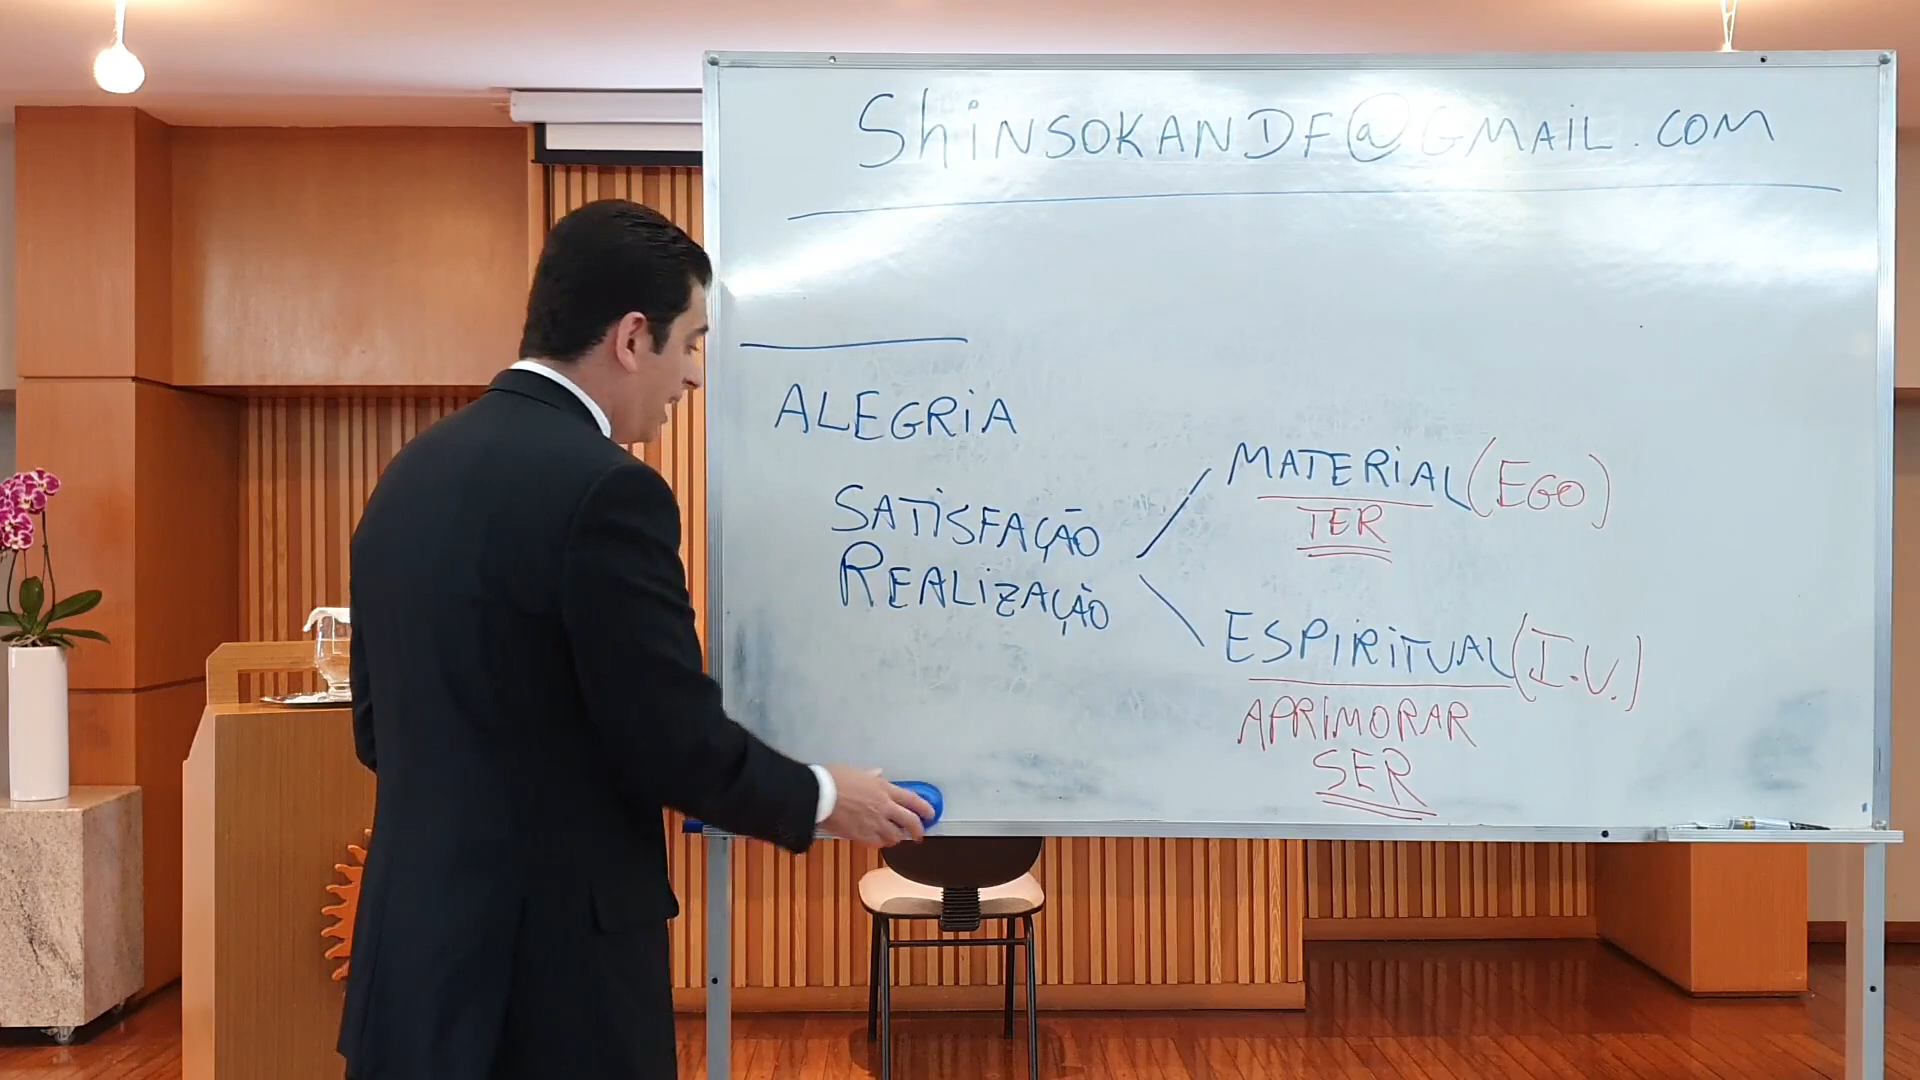 ShiNSOKANDF@GMAiL.COM
ALEGRiA
SATiSFAÇÃO
REALiZAÇÃO
MATERiAL (EGO)
TER
ESPiRiTUAL (I.V.)
APRIMORAR
SER